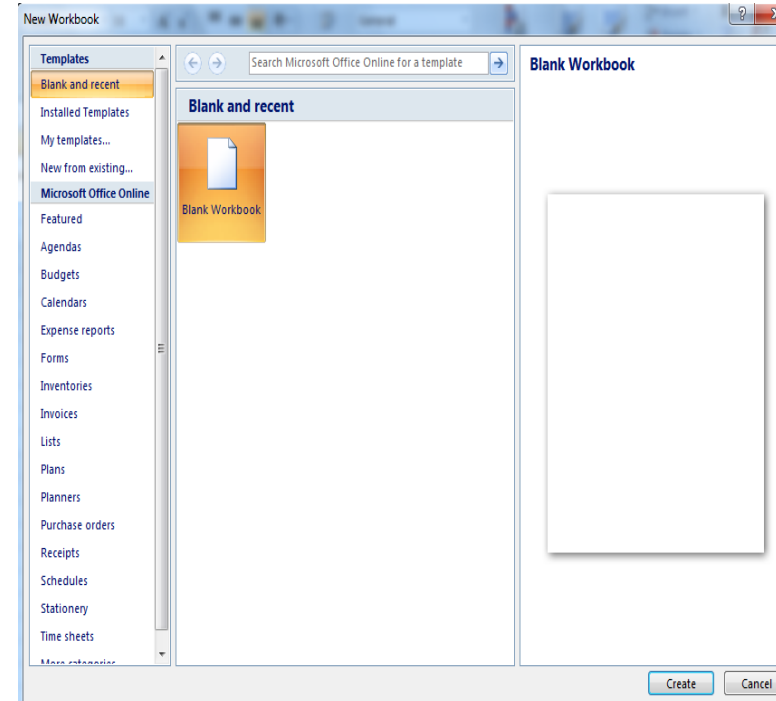 New Workbook
Templates
Blank and recent
Installed Templates
My templates...
New from existing...
Microsoft Office Online
Featured
Agendas
Budgets
Calendars
Expense reports
Forms
Inventories
Invoices
Lists
Plans
Planners
Purchase orders
Receipts
Schedules
Stationery
Time sheets
More categories
Search Microsoft Office Online for a template
Blank and recent
Blank Workbook
Blank Workbook
Create
Cancel